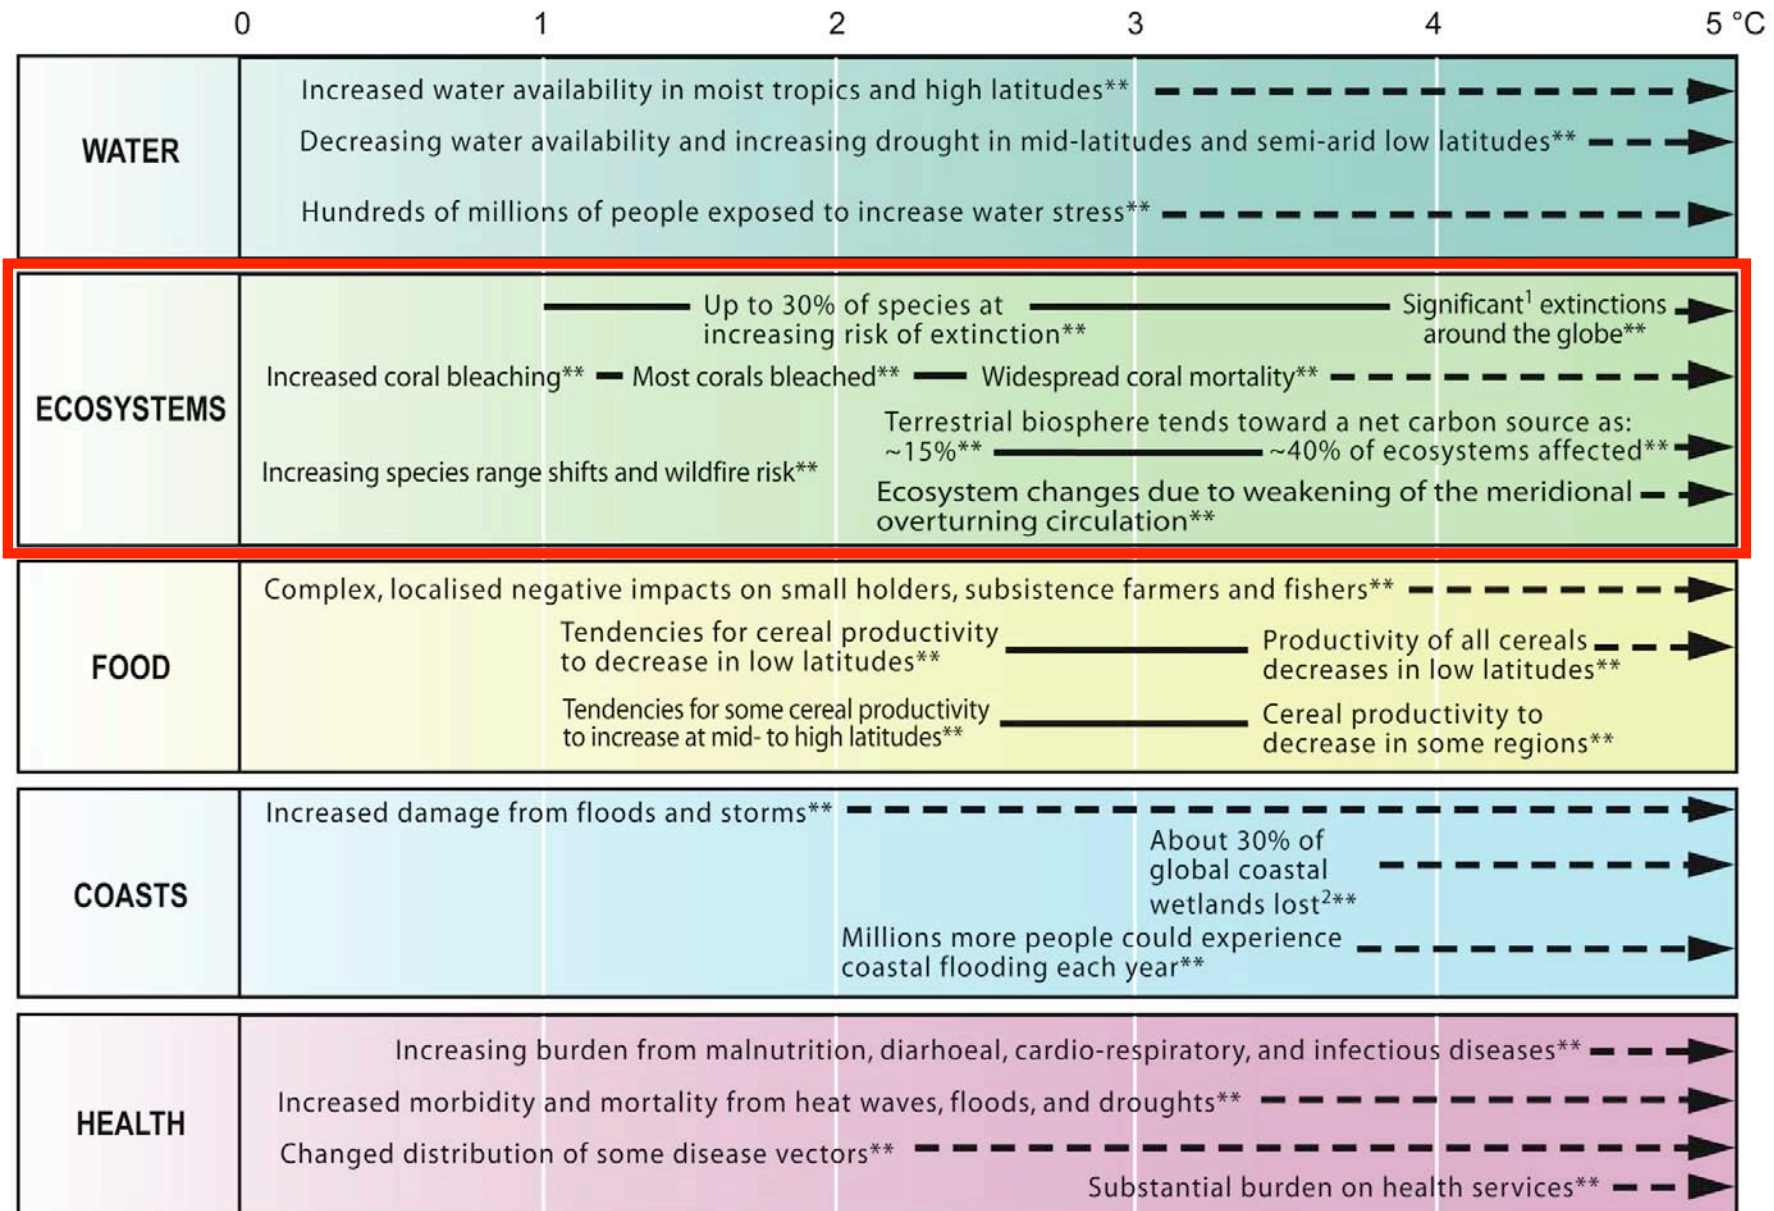 0 1 2 3 4 5 °C
WATER
Increased water availability in moist tropics and high latitudes**
Decreasing water availability and increasing drought in mid-latitudes and semi-arid low latitudes**
Hundreds of millions of people exposed to increase water stress**
ECOSYSTEMS
Up to 30% of species at
increasing risk of extinction**
Significant¹ extinctions
around the globe**
Increased coral bleaching** Most corals bleached** Widespread coral mortality**
Terrestrial biosphere tends toward a net carbon source as:
~15%** ~40% of ecosystems affected**
Increasing species range shifts and wildfire risk**
Ecosystem changes due to weakening of the meridional
overturning circulation**
FOOD
Complex, localised negative impacts on small holders, subsistence farmers and fishers**
Tendencies for cereal productivity
to decrease in low latitudes**
Productivity of all cereals
decreases in low latitudes**
Tendencies for some cereal productivity
to increase at mid- to high latitudes**
Cereal productivity to
decrease in some regions**
COASTS
Increased damage from floods and storms**
About 30% of
global coastal
wetlands lost²**
Millions more people could experience
coastal flooding each year**
HEALTH
Increasing burden from malnutrition, diarhoeal, cardio-respiratory, and infectious diseases**
Increased morbidity and mortality from heat waves, floods, and droughts**
Changed distribution of some disease vectors**
Substantial burden on health services**